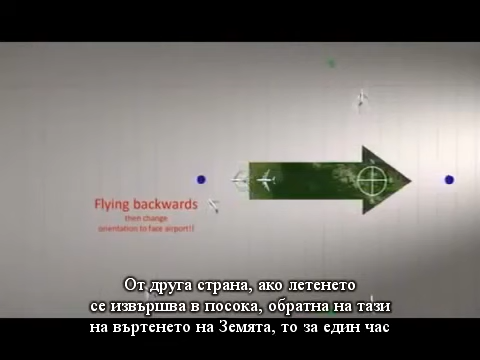 Flying backwards
then change
orientation to face airport!!
От друга страна, ако летенето
се извършва в посока, обратна на тази
на въртенето на Земята, то за един час